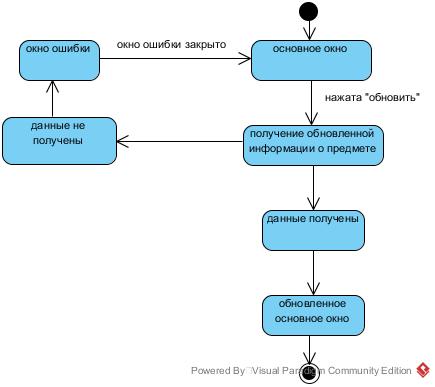 окно ошибки
окно ошибки закрыто
основное окно
нажата "обновить"
данные не
получены
получение обновленной
информации о предмете
данные получены
обновленное
основное окно
Powered By Visual Paradigm Community Edition